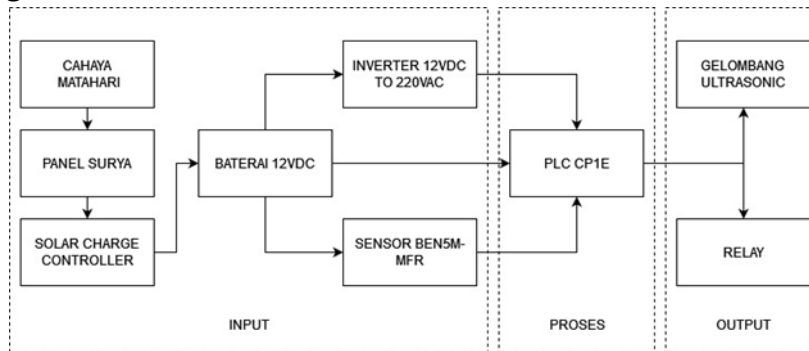 CAHAYA
MATAHARI
PANEL SURYA
SOLAR CHARGE
CONTROLLER
BATERAI 12VDC
INVERTER 12VDC
TO 220VAC
SENSOR BEN5M-
MFR
INPUT
PLC CP1E
PROSES
GELOMBANG
ULTRASONIC
RELAY
OUTPUT